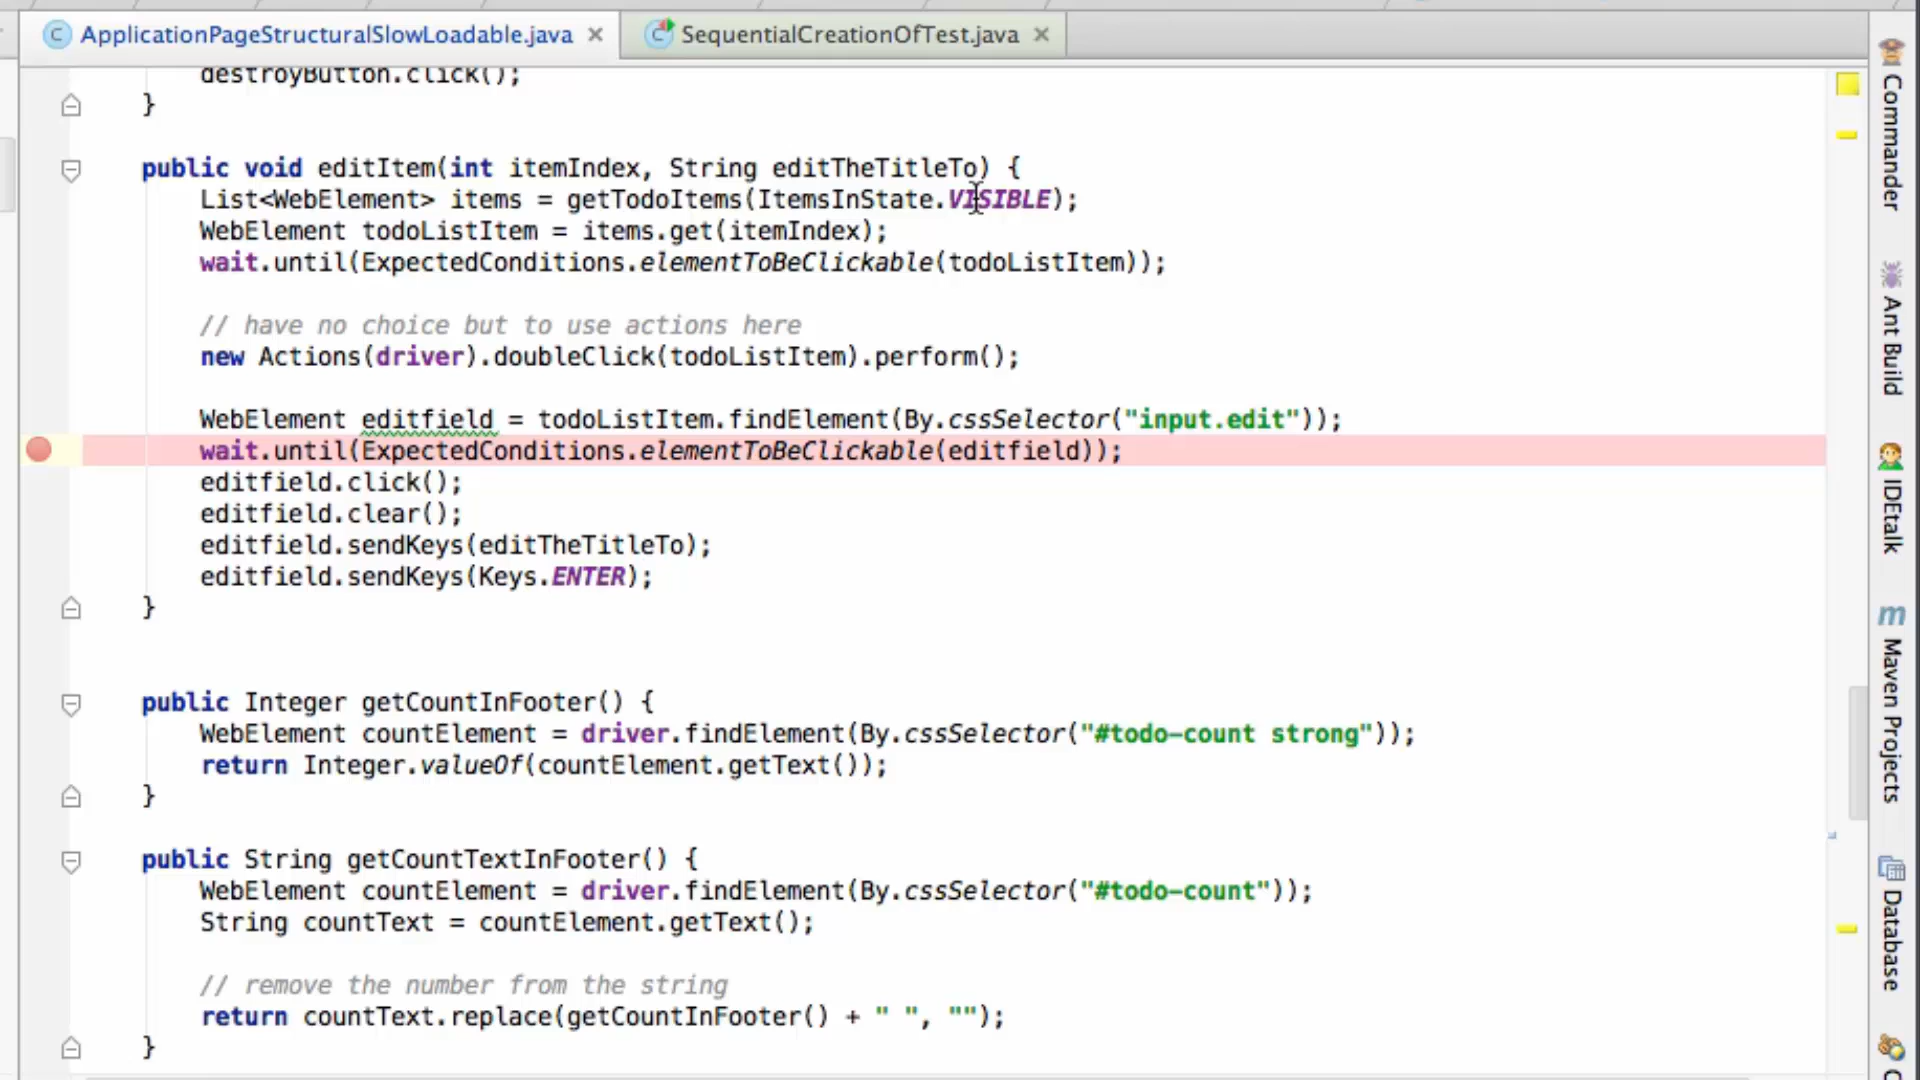 ApplicationPageStructuralSlowLoadable.java
SequentialCreationOfTest.java
destroyButton.click();
}
public void editItem(int itemIndex, String editTheTitleTo) {
List<WebElement> items = getTodoItems(ItemsInState.VISIBLE);
WebElement todoListItem = items.get(itemIndex);
wait.until(ExpectedConditions.elementToBeClickable(todoListItem));
// have no choice but to use actions here
new Actions(driver).doubleClick(todoListItem).perform();
WebElement editfield = todoListItem.findElement(By.cssSelector("input.edit"));
wait.until(ExpectedConditions.elementToBeClickable(editfield));
editfield.click();
editfield.clear();
editfield.sendKeys(editTheTitleTo);
editfield.sendKeys(Keys.ENTER);
}
public Integer getCountInFooter() {
WebElement countElement = driver.findElement(By.cssSelector("#todo-count strong"));
return Integer.valueOf(countElement.getText());
}
public String getCountTextInFooter() {
WebElement countElement = driver.findElement(By.cssSelector("#todo-count"));
String countText = countElement.getText();
// remove the number from the string
return countText.replace(getCountInFooter() + " ", "");
}
Commander
Ant Build
IDEtalk
Maven Projects
Database